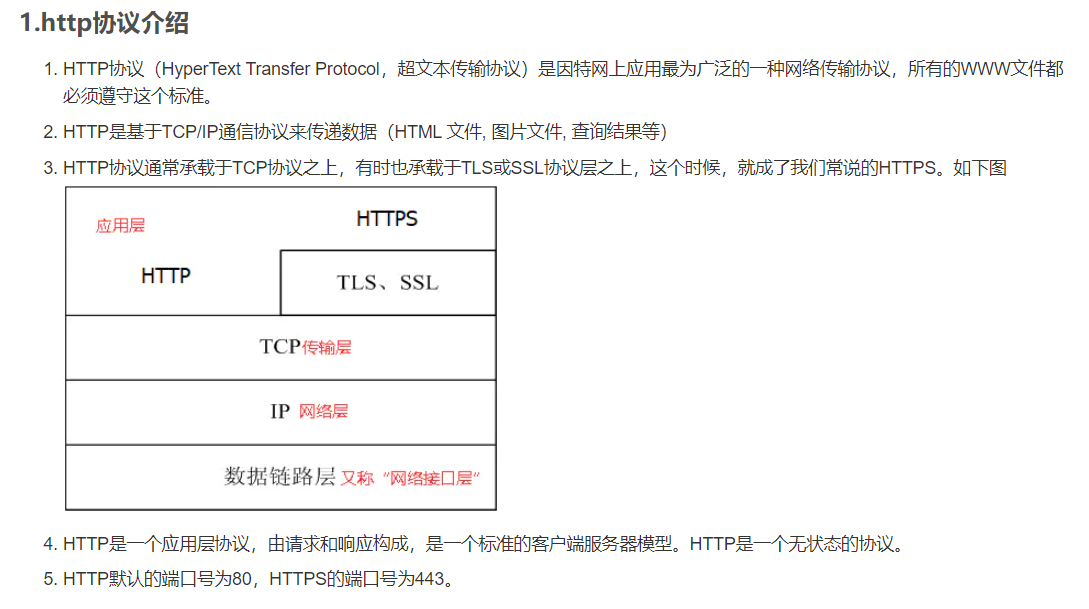 1.http协议介绍
1. HTTP协议（HyperText Transfer Protocol，超文本传输协议）是因特网上应用最为广泛的一种网络传输协议，所有的WWW文件都
必须遵守这个标准。
2. HTTP是基于TCP/IP通信协议来传递数据（HTML 文件, 图片文件, 查询结果等）
3. HTTP协议通常承载于TCP协议之上，有时也承载于TLS或SSL协议层之上，这个时候，就成了我们常说的HTTPS。如下图
应用层
HTTPS
HTTP
TLS、SSL
TCP传输层
IP 网络层
数据链路层 又称“网络接口层”
4. HTTP是一个应用层协议，由请求和响应构成，是一个标准的客户端服务器模型。HTTP是一个无状态的协议。
5. HTTP默认的端口号为80，HTTPS的端口号为443。